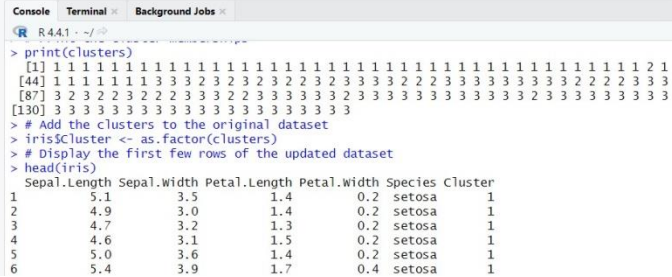 Console Terminal × Background Jobs ×
R R 4.4.1 · ~/
> print(clusters)
[1] 1 1 1 1 1 1 1 1 1 1 1 1 1 1 1 1 1 1 1 1 1 1 1 1 1 1 1 1 1 1 1 1 1 1 1 1 1 1 1 1 1 2 1
[44] 1 1 1 1 1 1 1 3 3 3 2 3 2 3 2 3 2 2 3 2 3 3 3 3 2 2 2 3 3 3 3 3 3 3 3 3 2 2 2 2 3 3 3
[87] 3 2 3 2 2 3 2 2 2 3 3 3 2 2 3 3 3 3 3 3 2 3 3 3 3 3 3 3 3 3 3 3 3 2 3 3 3 3 3 3 3 3 3
[130] 3 3 3 3 3 3 3 3 3 3 3 3 3 3 3 3 3 3 3 3 3
> # Add the clusters to the original dataset
> iris$Cluster <- as.factor(clusters)
> # Display the first few rows of the updated dataset
> head(iris)
Sepal.Length Sepal.Width Petal.Length Petal.Width Species Cluster
1 5.1 3.5 1.4 0.2 setosa 1
2 4.9 3.0 1.4 0.2 setosa 1
3 4.7 3.2 1.3 0.2 setosa 1
4 4.6 3.1 1.5 0.2 setosa 1
5 5.0 3.6 1.4 0.2 setosa 1
6 5.4 3.9 1.7 0.4 setosa 1